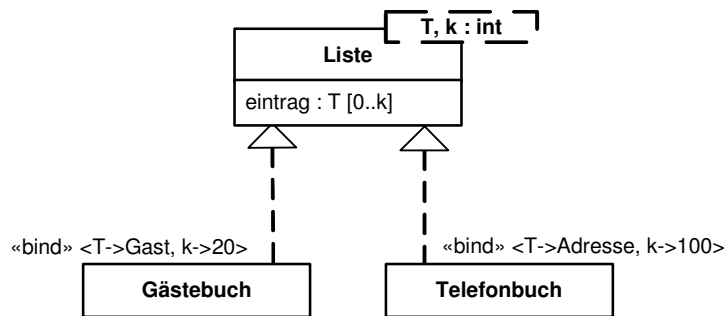 T, k : int
Liste
eintrag : T [0..k]
«bind» <T->Gast, k->20>
«bind» <T->Adresse, k->100>
Gästebuch
Telefonbuch